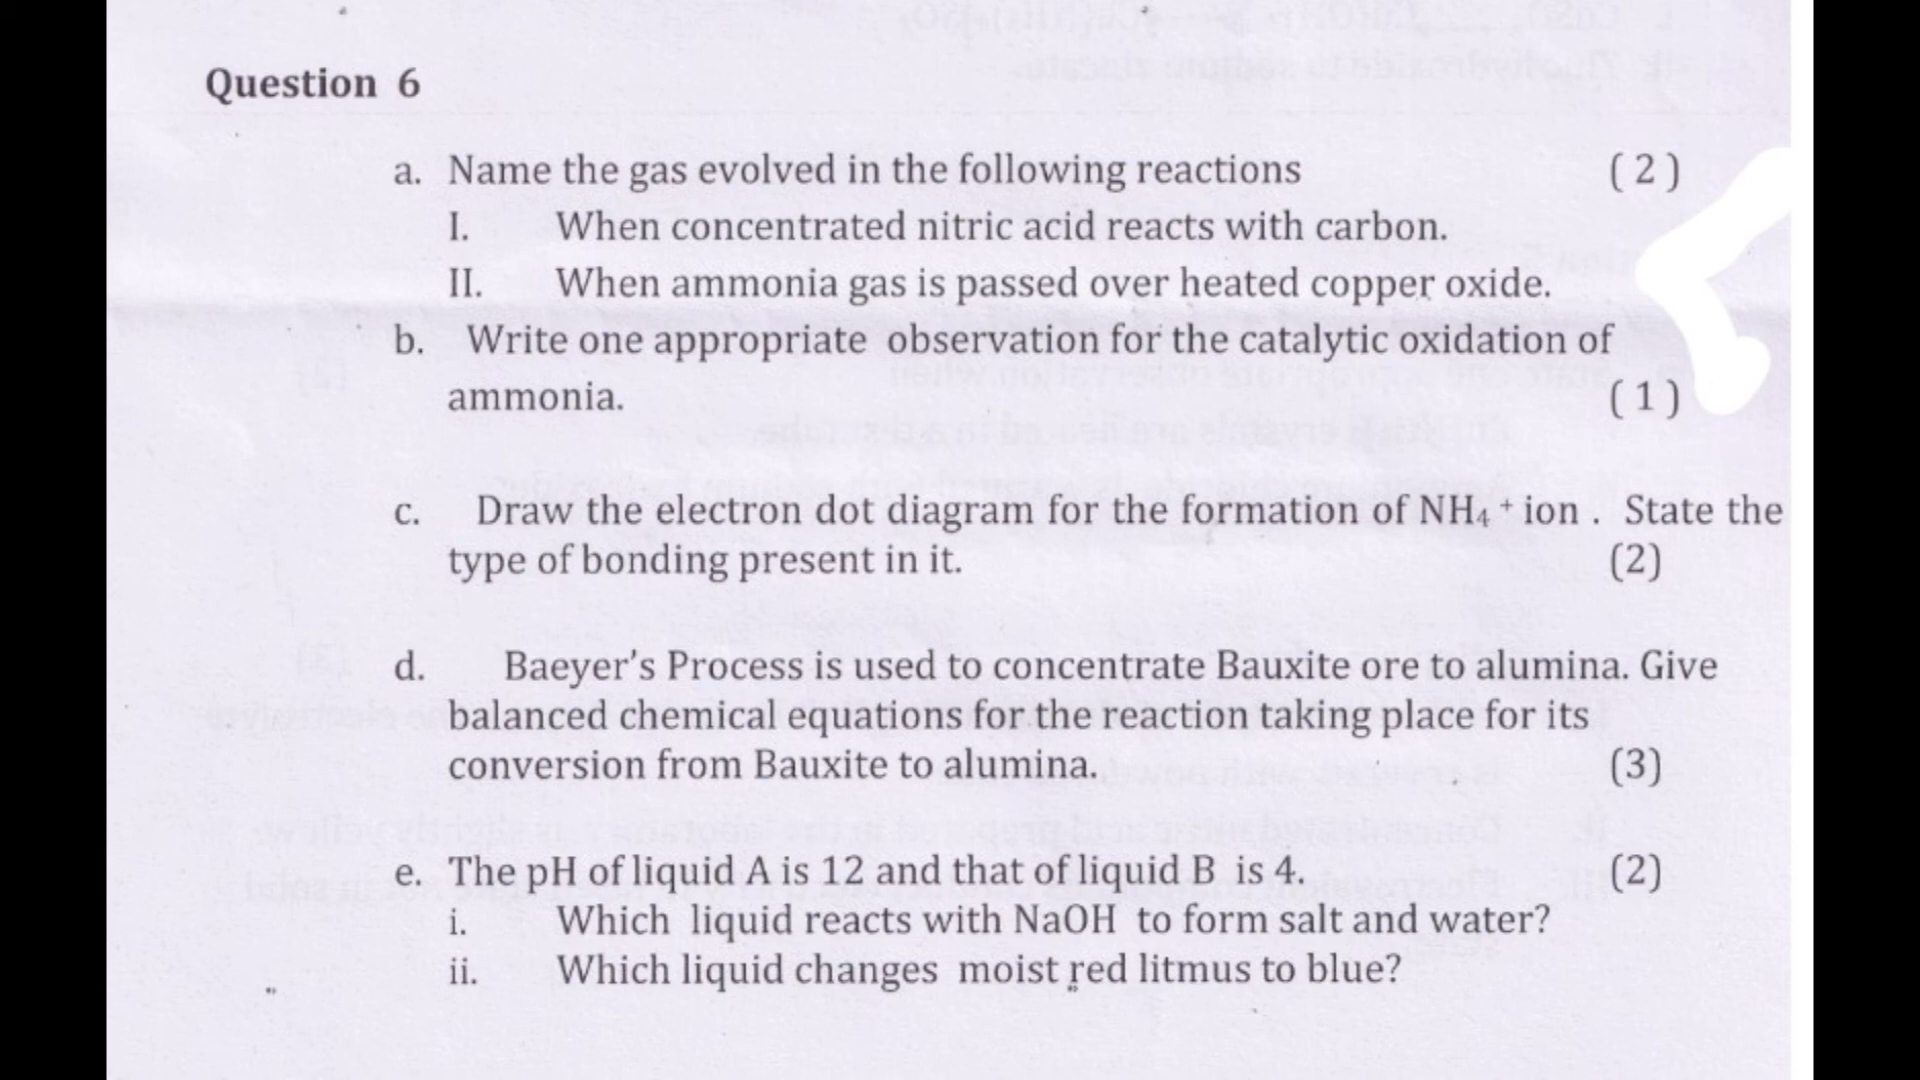 Question 6
a. Name the gas evolved in the following reactions (2)
I. When concentrated nitric acid reacts with carbon.
II. When ammonia gas is passed over heated copper oxide.
b. Write one appropriate observation for the catalytic oxidation of
ammonia. (1)
c. Draw the electron dot diagram for the formation of NH₄⁺ ion . State the
type of bonding present in it. (2)
d. Baeyer's Process is used to concentrate Bauxite ore to alumina. Give
balanced chemical equations for the reaction taking place for its
conversion from Bauxite to alumina. (3)
e. The pH of liquid A is 12 and that of liquid B is 4. (2)
i. Which liquid reacts with NaOH to form salt and water?
ii. Which liquid changes moist red litmus to blue?